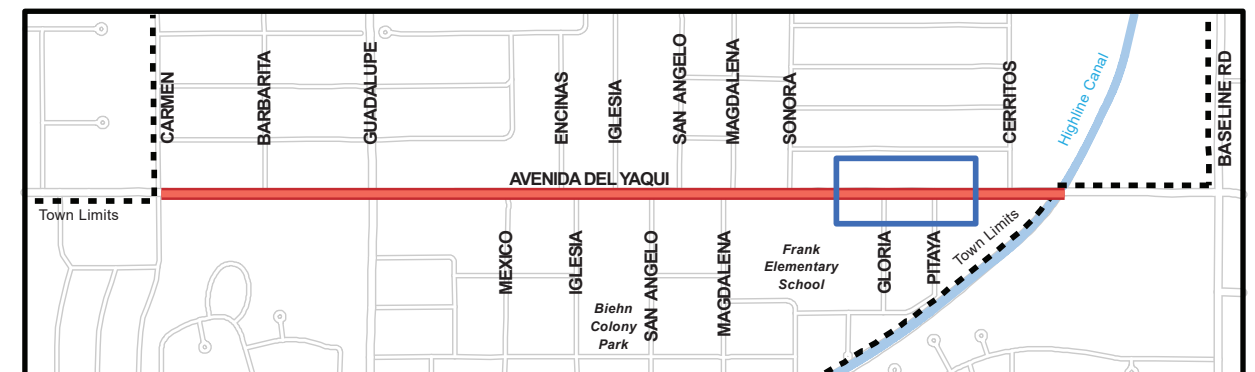 CARMEN
BARBARITA
GUADALUPE
ENCINAS
IGLESIA
SAN ANGELO
MAGDALENA
SONORA
CERRITOS
Highline Canal
BASELINE RD
AVENIDA DEL YAQUI
Town Limits
MEXICO
IGLESIA
Biehn
Colony
Park
SAN ANGELO
MAGDALENA
Frank
Elementary
School
GLORIA
PITAYA
Town Limits